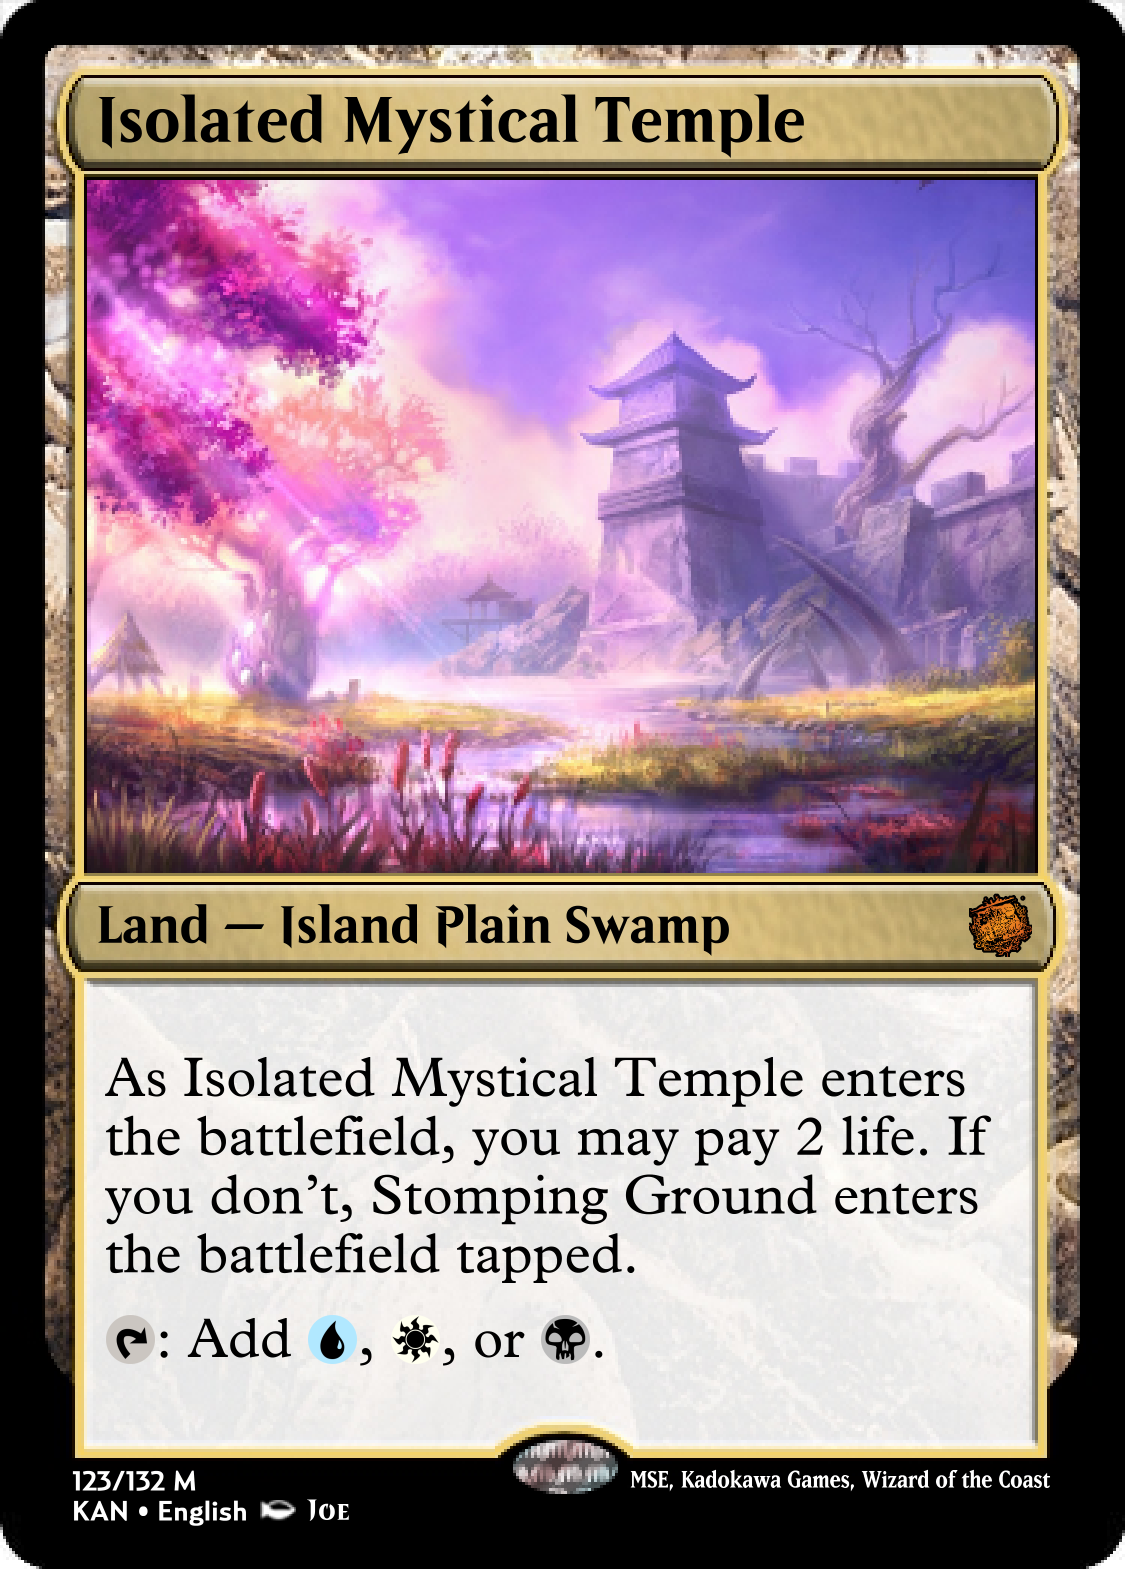 Isolated Mystical Temple
Land — Island Plain Swamp
As Isolated Mystical Temple enters
the battlefield, you may pay 2 life. If
you don't, Stomping Ground enters
the battlefield tapped.
: Add , , or .
123/132 M
MSE, Kadokawa Games, Wizard of the Coast
KAN • English Joe